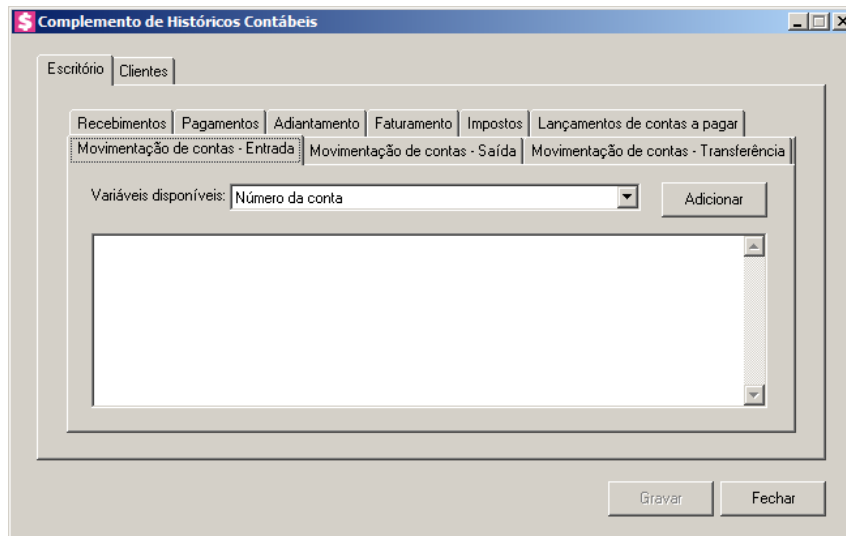 Complemento de Históricos Contábeis
Escritório Clientes
Recebimentos Pagamentos Adiantamento Faturamento Impostos Lançamentos de contas a pagar
Movimentação de contas - Entrada Movimentação de contas - Saída Movimentação de contas - Transferência
Variáveis disponíveis: Número da conta Adicionar
Gravar Fechar